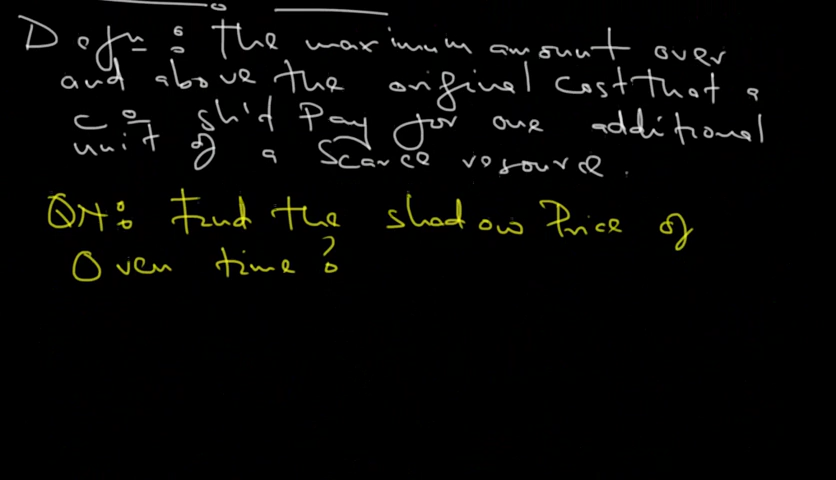 Defn: the maximum amount over
and above the original cost that a
co. sh'd Pay for one additional
unit of a Scarce resource.
QN: Find the shadow Price of
Oven time?